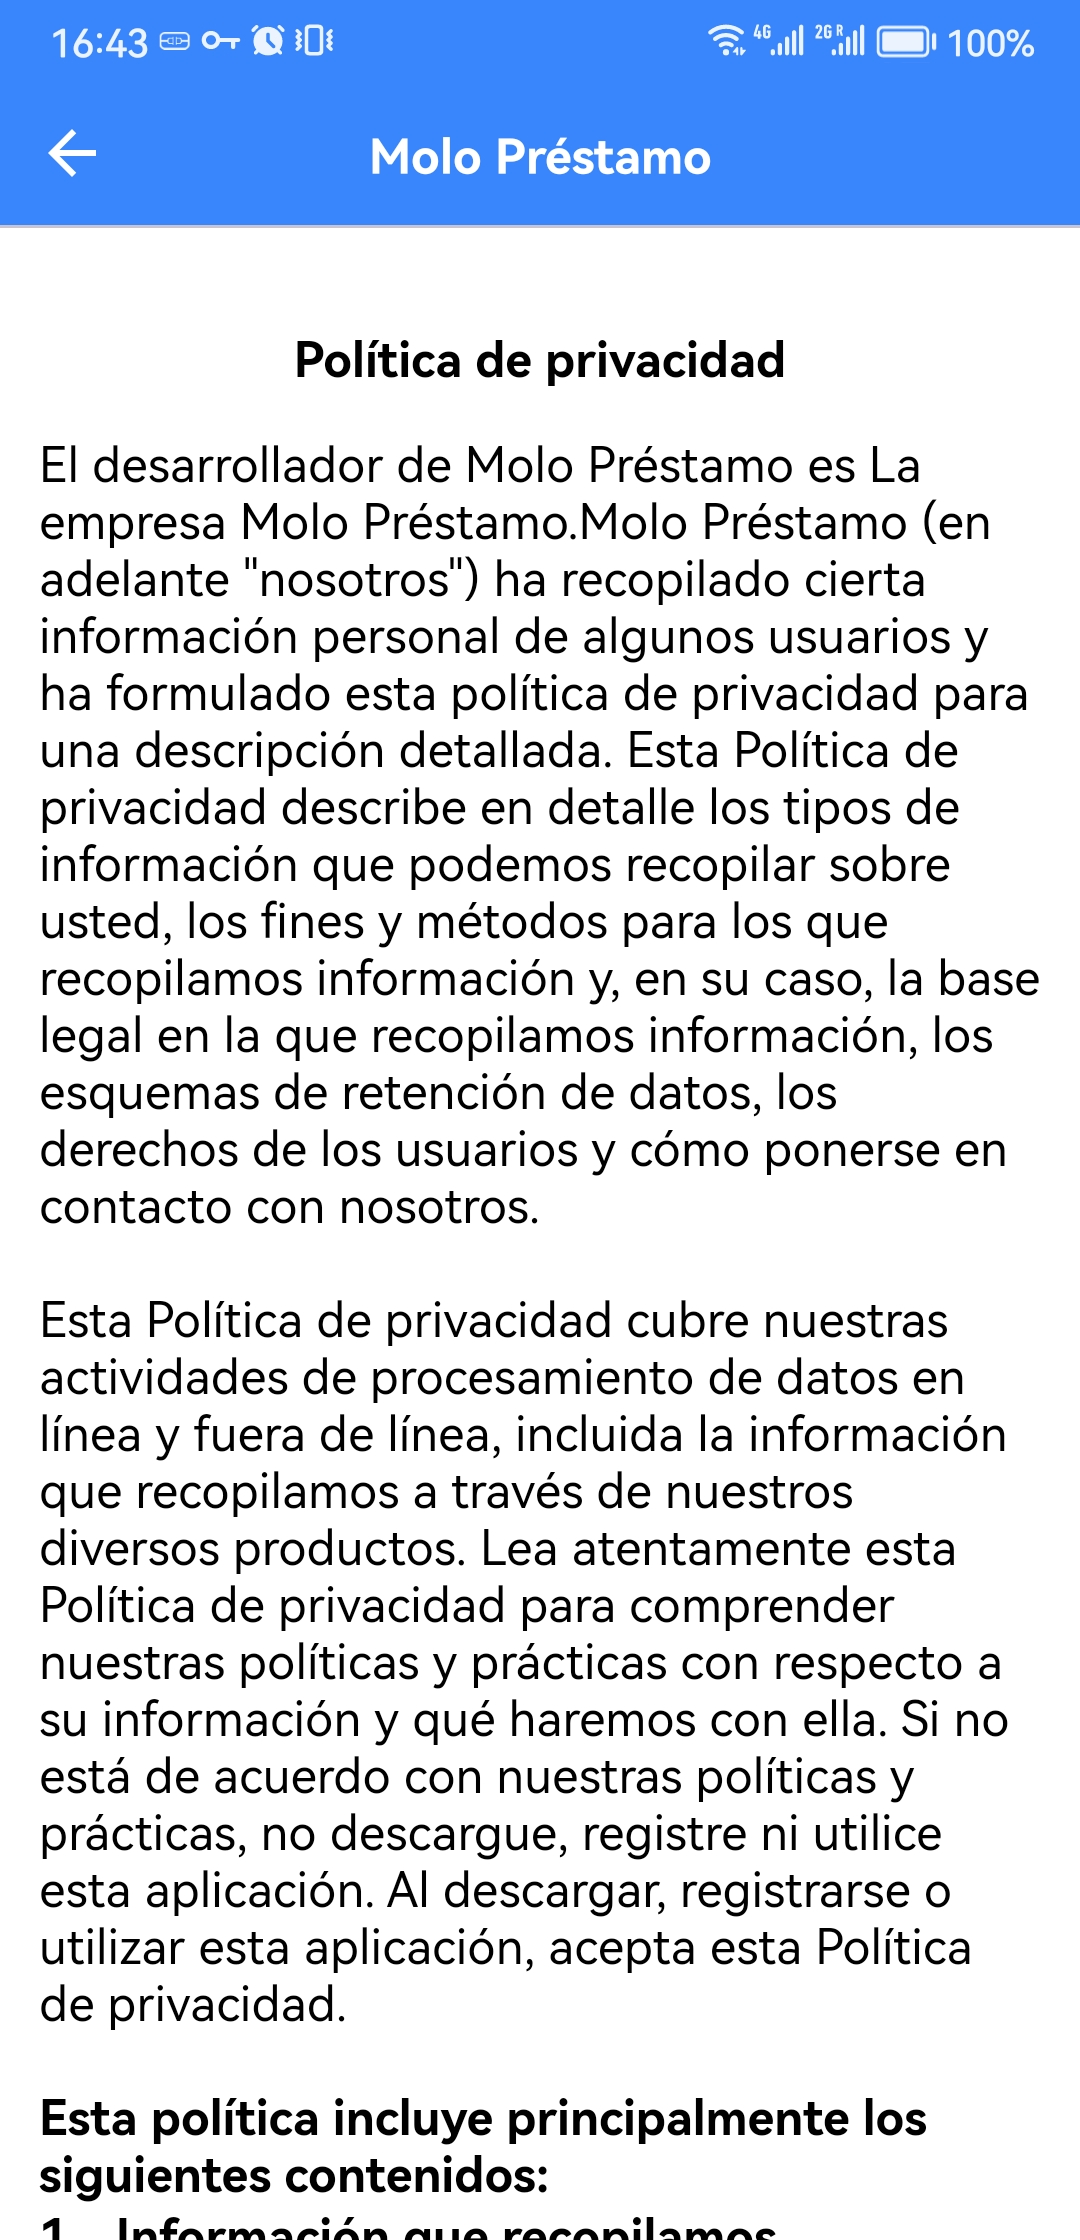 16:43
4G
2G R
100%
Molo Préstamo
Política de privacidad
El desarrollador de Molo Préstamo es La
empresa Molo Préstamo.Molo Préstamo (en
adelante "nosotros") ha recopilado cierta
información personal de algunos usuarios y
ha formulado esta política de privacidad para
una descripción detallada. Esta Política de
privacidad describe en detalle los tipos de
información que podemos recopilar sobre
usted, los fines y métodos para los que
recopilamos información y, en su caso, la base
legal en la que recopilamos información, los
esquemas de retención de datos, los
derechos de los usuarios y cómo ponerse en
contacto con nosotros.
Esta Política de privacidad cubre nuestras
actividades de procesamiento de datos en
línea y fuera de línea, incluida la información
que recopilamos a través de nuestros
diversos productos. Lea atentamente esta
Política de privacidad para comprender
nuestras políticas y prácticas con respecto a
su información y qué haremos con ella. Si no
está de acuerdo con nuestras políticas y
prácticas, no descargue, registre ni utilice
esta aplicación. Al descargar, registrarse o
utilizar esta aplicación, acepta esta Política
de privacidad.
Esta política incluye principalmente los
siguientes contenidos:
1. Información que recopilamos